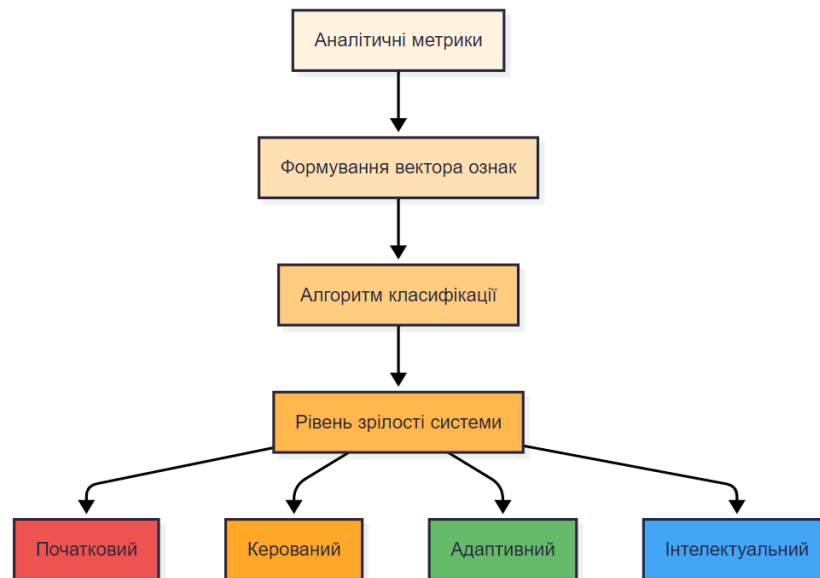 Аналітичні метрики
Формування вектора ознак
Алгоритм класифікації
Рівень зрілості системи
Початковий
Керований
Адаптивний
Інтелектуальний